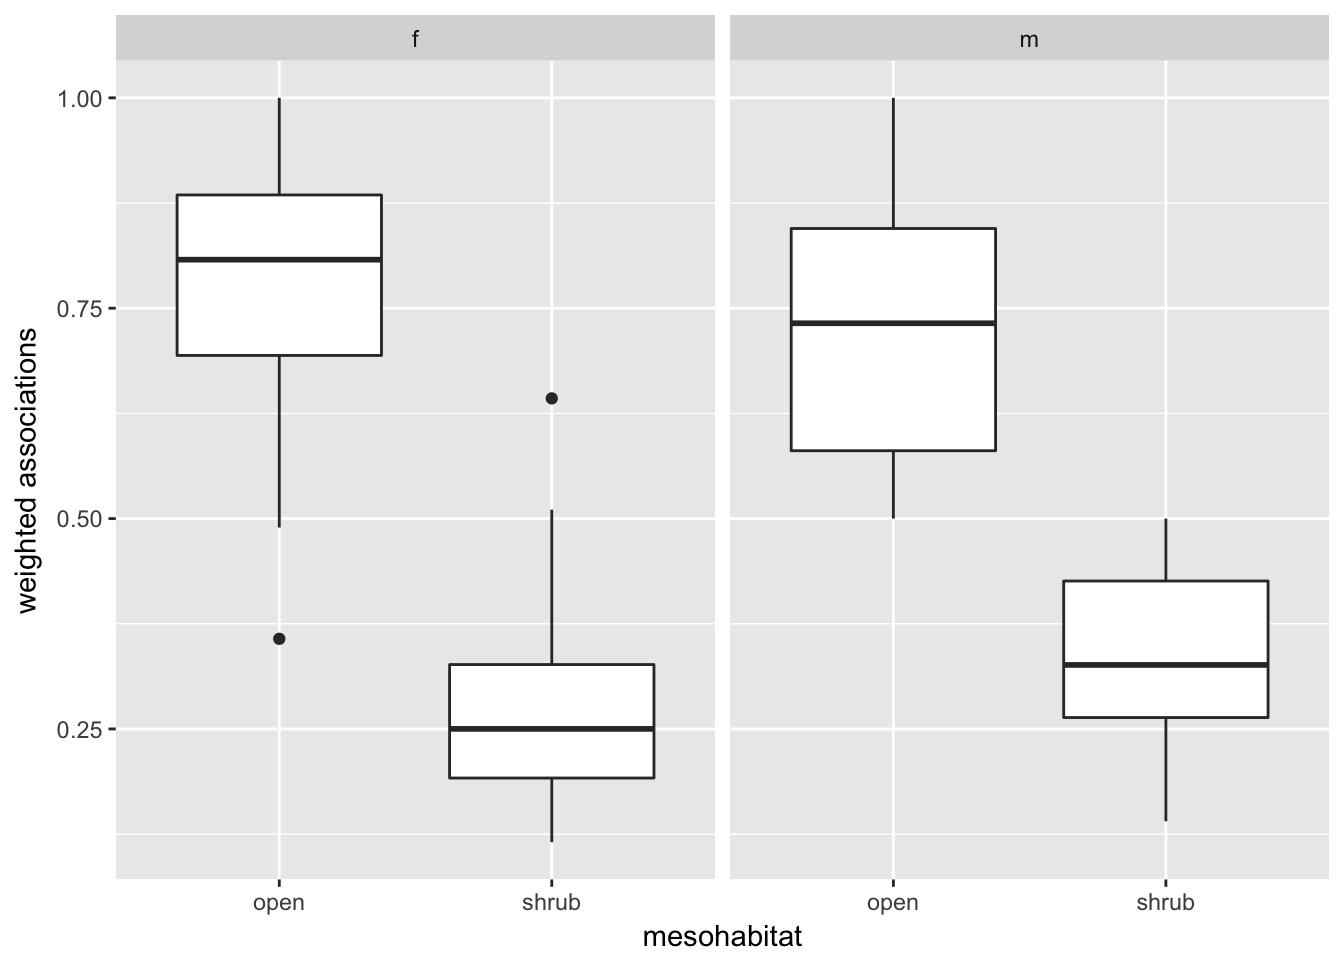 f
m
1.00
0.75
0.50
0.25
weighted associations
open
shrub
open
shrub
mesohabitat